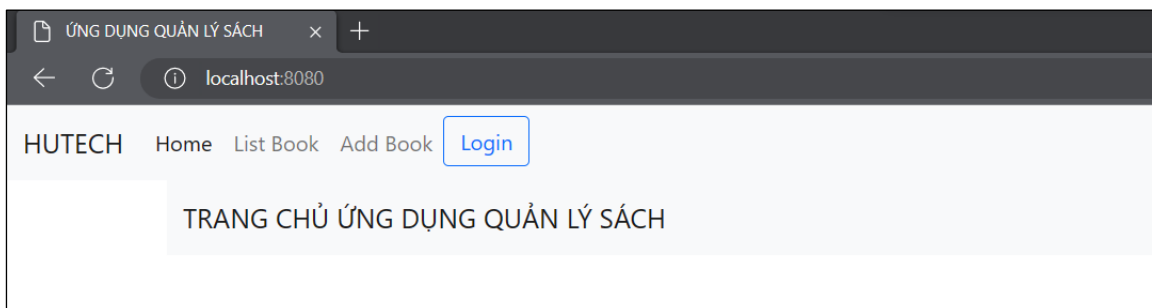 ỨNG DỤNG QUẢN LÝ SÁCH
localhost:8080
HUTECH Home List Book Add Book Login
TRANG CHỦ ỨNG DỤNG QUẢN LÝ SÁCH